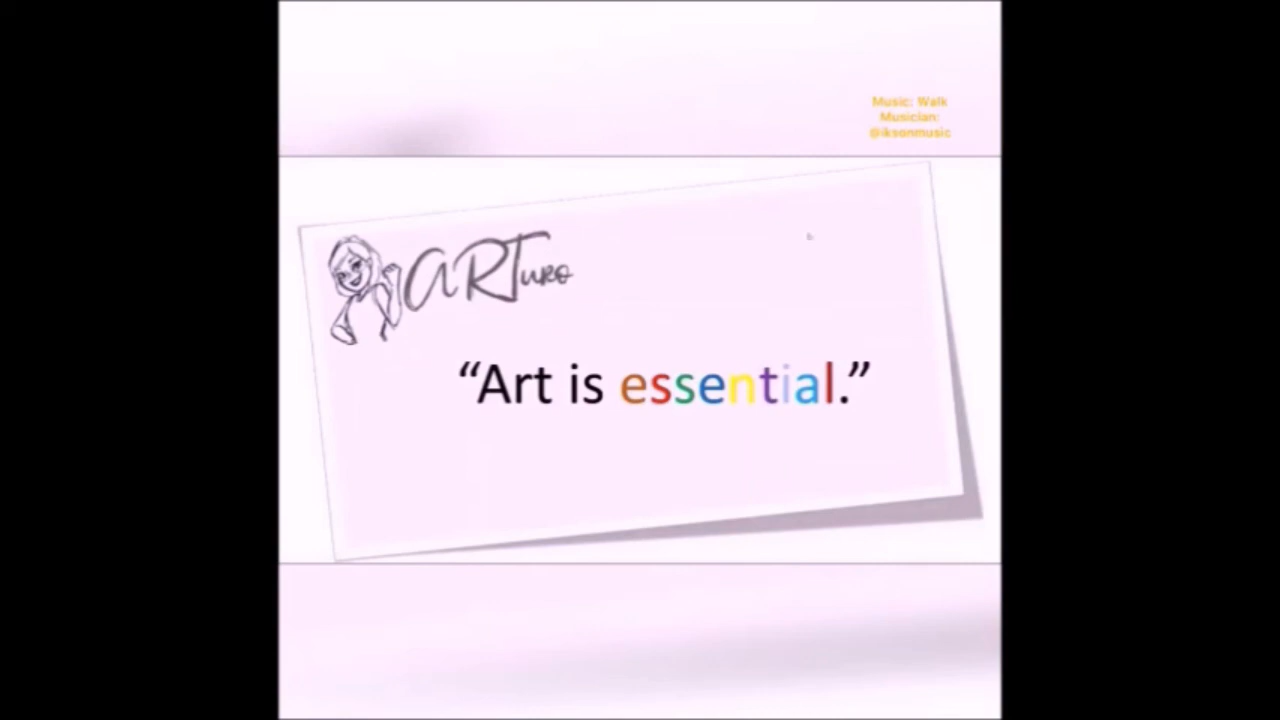 Music: Walk
Musician:
@iksonmusic
ARTuro
“Art is essential.”